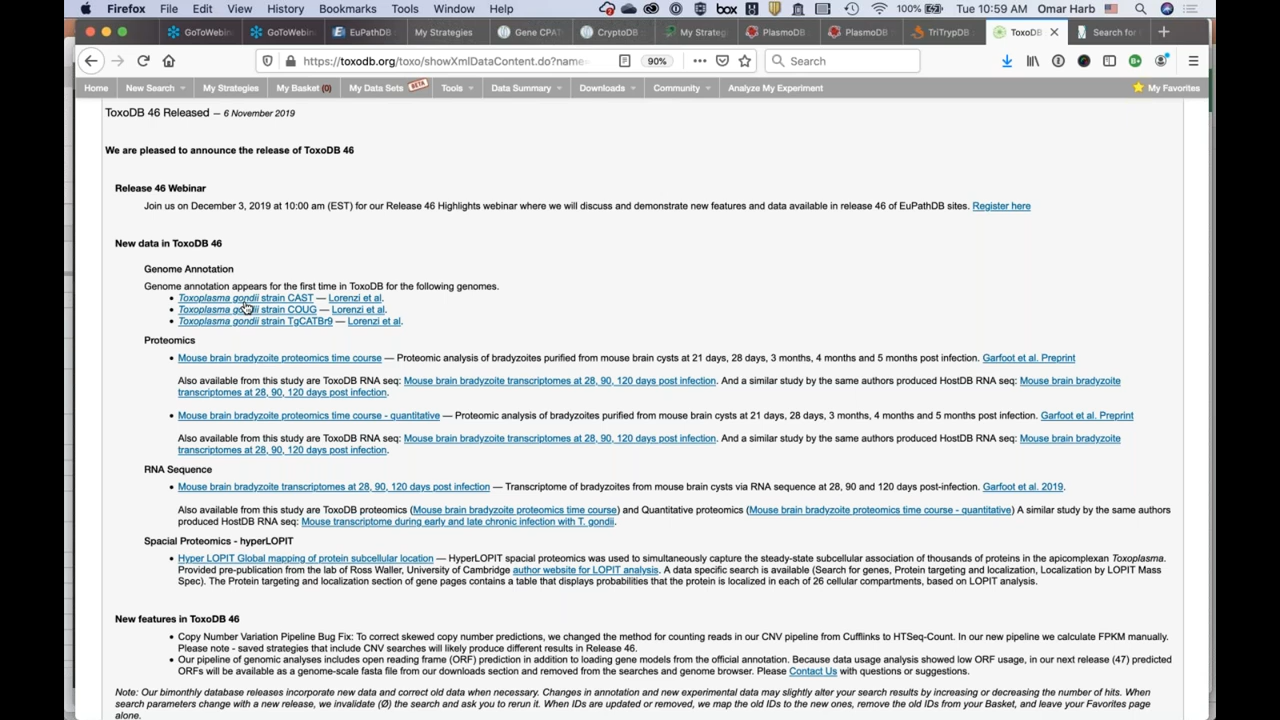 Firefox File Edit View History Bookmarks Tools Window Help box 100% Tue 10:59 AM Omar Harb
GoToWebin GoToWebin EuPathDB My Strategies Gene CPAT CryptoDB My Strateg PlasmoDB PlasmoDB TriTrypDB ToxoDB Search for
https://toxodb.org/toxo/showXmlDataContent.do?name= 90% Search
Home New Search My Strategies My Basket (0) My Data Sets BETA Tools Data Summary Downloads Community Analyze My Experiment My Favorites
ToxoDB 46 Released — 6 November 2019
We are pleased to announce the release of ToxoDB 46
Release 46 Webinar
Join us on December 3, 2019 at 10:00 am (EST) for our Release 46 Highlights webinar where we will discuss and demonstrate new features and data available in release 46 of EuPathDB sites. Register here
New data in ToxoDB 46
Genome Annotation
Genome annotation appears for the first time in ToxoDB for the following genomes.
• Toxoplasma gondii strain CAST — Lorenzi et al.
• Toxoplasma gondii strain COUG — Lorenzi et al.
• Toxoplasma gondii strain TgCATBr9 — Lorenzi et al.
Proteomics
• Mouse brain bradyzoite proteomics time course — Proteomic analysis of bradyzoites purified from mouse brain cysts at 21 days, 28 days, 3 months, 4 months and 5 months post infection. Garfoot et al. Preprint
Also available from this study are ToxoDB RNA seq: Mouse brain bradyzoite transcriptomes at 28, 90, 120 days post infection. And a similar study by the same authors produced HostDB RNA seq: Mouse brain bradyzoite
transcriptomes at 28, 90, 120 days post infection.
• Mouse brain bradyzoite proteomics time course - quantitative — Proteomic analysis of bradyzoites purified from mouse brain cysts at 21 days, 28 days, 3 months, 4 months and 5 months post infection. Garfoot et al. Preprint
Also available from this study are ToxoDB RNA seq: Mouse brain bradyzoite transcriptomes at 28, 90, 120 days post infection. And a similar study by the same authors produced HostDB RNA seq: Mouse brain bradyzoite
transcriptomes at 28, 90, 120 days post infection.
RNA Sequence
• Mouse brain bradyzoite transcriptomes at 28, 90, 120 days post infection — Transcriptome of bradyzoites from mouse brain cysts via RNA sequence at 28, 90 and 120 days post-infection. Garfoot et al. 2019.
Also available from this study are ToxoDB proteomics (Mouse brain bradyzoite proteomics time course) and Quantitative proteomics (Mouse brain bradyzoite proteomics time course - quantitative) A similar study by the same authors
produced HostDB RNA seq: Mouse transcriptome during early and late chronic infection with T. gondii.
Spacial Proteomics - hyperLOPIT
• Hyper LOPIT Global mapping of protein subcellular location — HyperLOPIT spacial proteomics was used to simultaneously capture the steady-state subcellular association of thousands of proteins in the apicomplexan Toxoplasma.
Provided pre-publication from the lab of Ross Waller, University of Cambridge author website for LOPIT analysis. A data specific search is available (Search for genes, Protein targeting and localization, Localization by LOPIT Mass
Spec). The Protein targeting and localization section of gene pages contains a table that displays probabilities that the protein is localized in each of 26 cellular compartments, based on LOPIT analysis.
New features in ToxoDB 46
• Copy Number Variation Pipeline Bug Fix: To correct skewed copy number predictions, we changed the method for counting reads in our CNV pipeline from Cufflinks to HTSeq-Count. In our new pipeline we calculate FPKM manually.
Please note - saved strategies that include CNV searches will likely produce different results in Release 46.
• Our pipeline of genomic analyses includes open reading frame (ORF) prediction in addition to loading gene models from the official annotation. Because data usage analysis showed low ORF usage, in our next release (47) predicted
ORFs will be available as a genome-scale fasta file from our downloads section and removed from the searches and genome browser. Please Contact Us with questions or suggestions.
Note: Our bimonthly database releases incorporate new data and correct old data when necessary. Changes in annotation and new experimental data may slightly alter your search results by increasing or decreasing the number of hits. When
search parameters change with a new release, we invalidate (Ø) the search and ask you to rerun it. When IDs are updated or removed, we map the old IDs to the new ones, remove the old IDs from your Basket, and leave your Favorites page
alone.